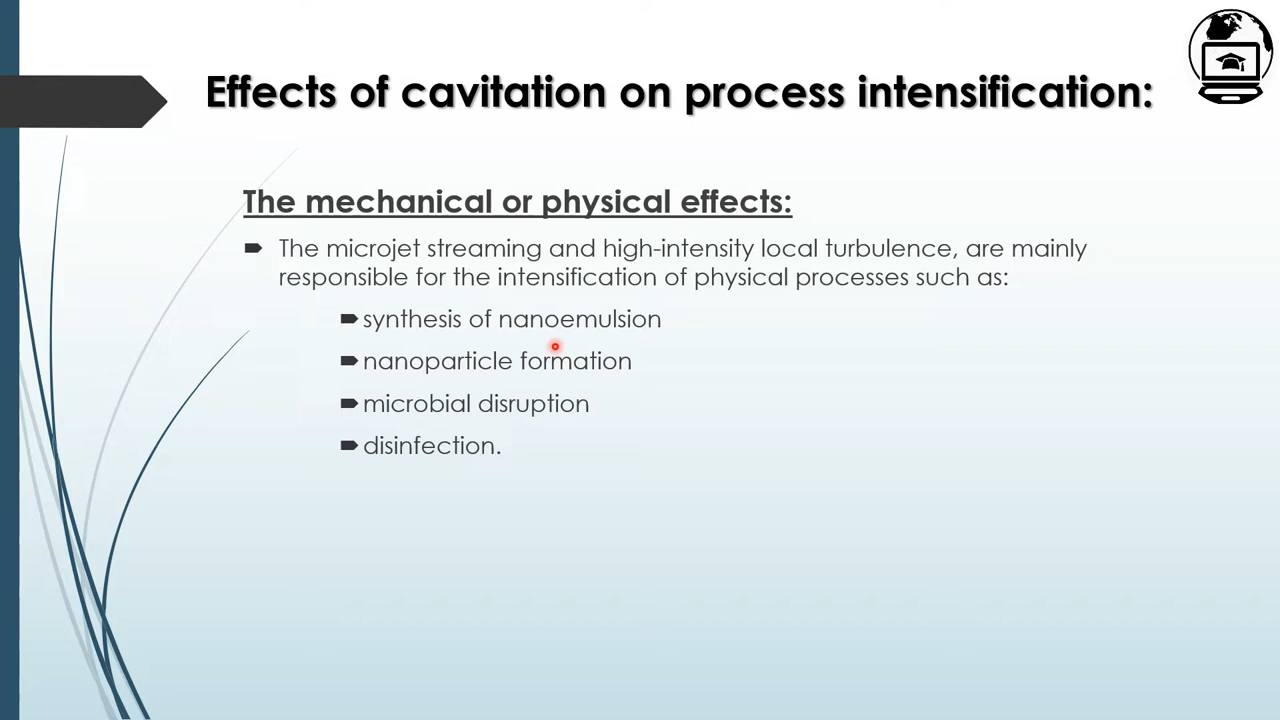 Effects of cavitation on process intensification:
The mechanical or physical effects:
The microjet streaming and high-intensity local turbulence, are mainly
responsible for the intensification of physical processes such as:
synthesis of nanoemulsion
nanoparticle formation
microbial disruption
disinfection.